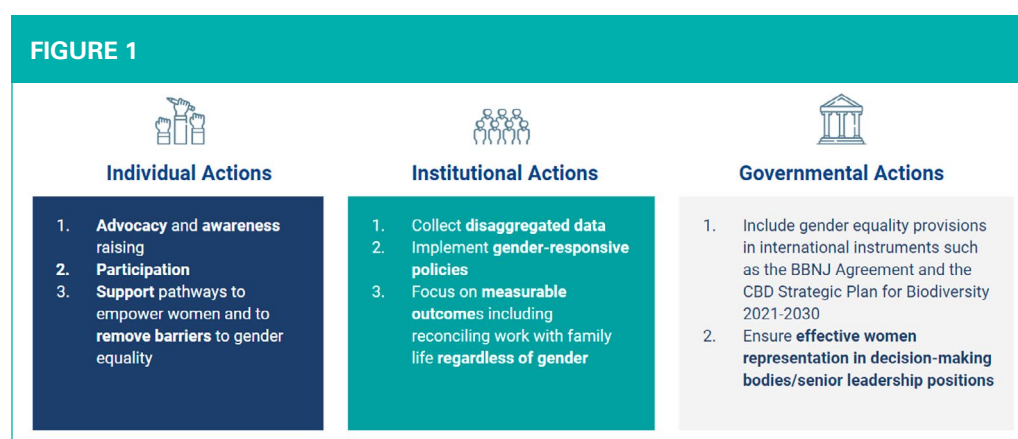 FIGURE 1
Individual Actions
1. Advocacy and awareness
raising
2. Participation
3. Support pathways to
empower women and to
remove barriers to gender
equality
Institutional Actions
1. Collect disaggregated data
2. Implement gender-responsive
policies
3. Focus on measurable
outcomes including
reconciling work with family
life regardless of gender
Governmental Actions
1. Include gender equality provisions
in international instruments such
as the BBNJ Agreement and the
CBD Strategic Plan for Biodiversity
2021-2030
2. Ensure effective women
representation in decision-making
bodies/senior leadership positions